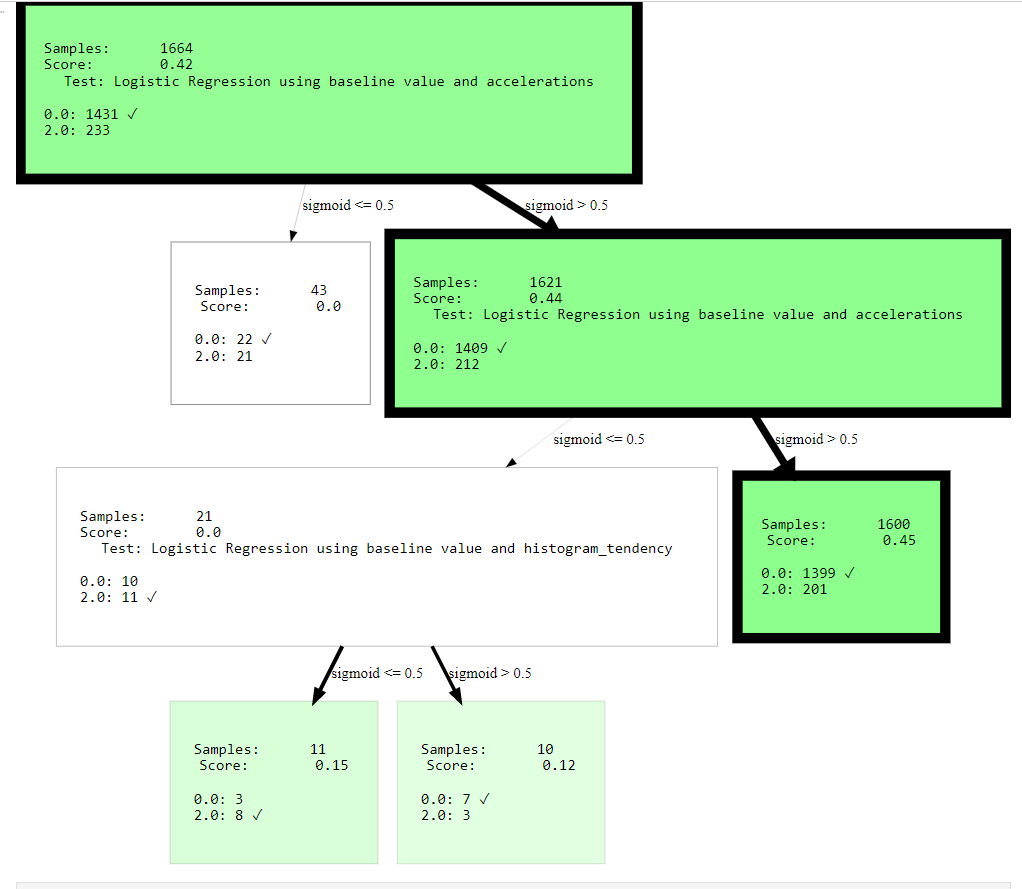 Samples: 1664
Score: 0.42
Test: Logistic Regression using baseline value and accelerations
0.0: 1431 ✓
2.0: 233
sigmoid <= 0.5
sigmoid > 0.5
Samples: 43
Score: 0.0
0.0: 22 ✓
2.0: 21
Samples: 1621
Score: 0.44
Test: Logistic Regression using baseline value and accelerations
0.0: 1409 ✓
2.0: 212
sigmoid <= 0.5
sigmoid > 0.5
Samples: 21
Score: 0.0
Test: Logistic Regression using baseline value and histogram_tendency
0.0: 10
2.0: 11 ✓
Samples: 1600
Score: 0.45
0.0: 1399 ✓
2.0: 201
sigmoid <= 0.5
sigmoid > 0.5
Samples: 11
Score: 0.15
0.0: 3
2.0: 8 ✓
Samples: 10
Score: 0.12
0.0: 7 ✓
2.0: 3